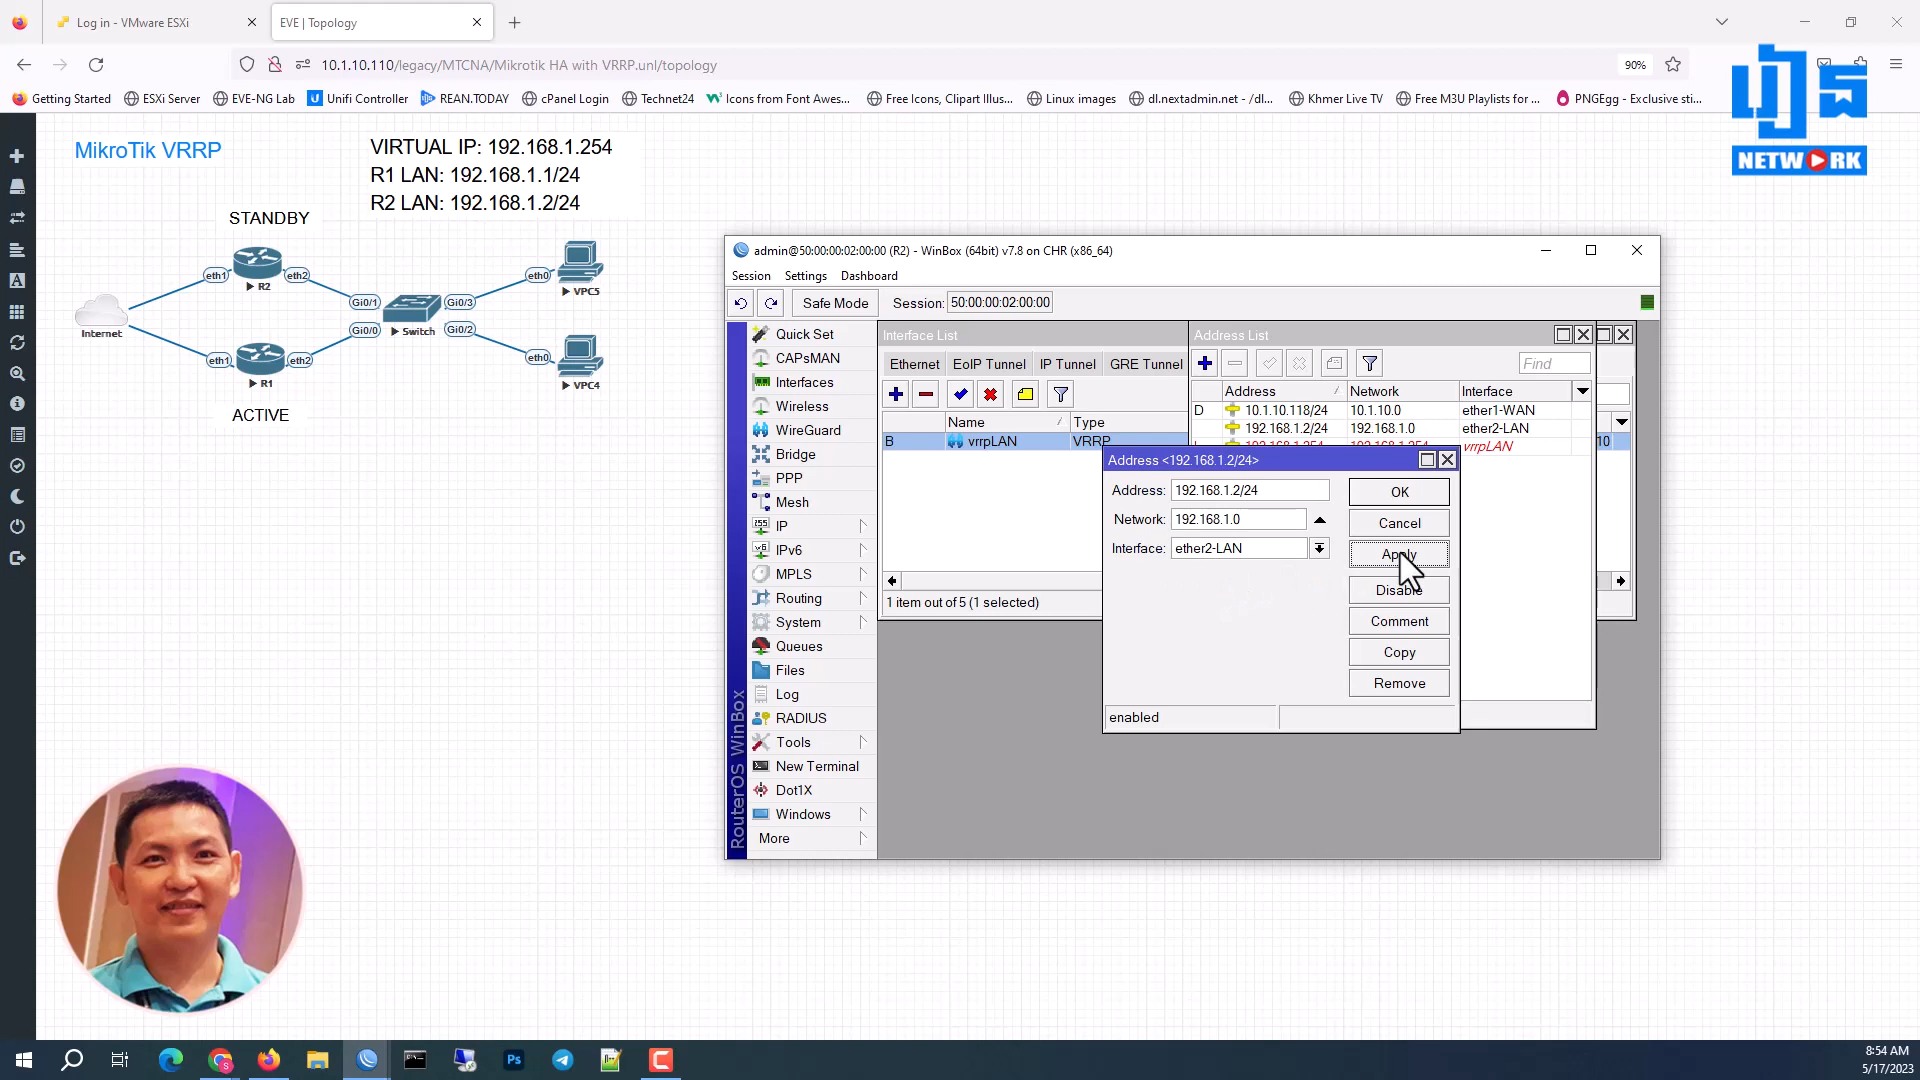 Log in - VMware ESXi
EVE | Topology
10.1.10.110/legacy/MTCNA/Mikrotik HA with VRRP.unl/topology
90%
Getting Started
ESXi Server
EVE-NG Lab
Unifi Controller
REAN.TODAY
cPanel Login
Technet24
Icons from Font Awes...
Free Icons, Clipart Illus...
Linux images
dl.nextadmin.net - /dl...
Khmer Live TV
Free M3U Playlists for ...
PNGEgg - Exclusive sti...
NETWORK
MikroTik VRRP
VIRTUAL IP: 192.168.1.254
R1 LAN: 192.168.1.1/24
R2 LAN: 192.168.1.2/24
STANDBY
eth1
eth2
R2
Internet
Gi0/1
Gi0/3
Gi0/0
Gi0/2
Switch
eth0
VPC5
eth1
eth2
R1
eth0
VPC4
ACTIVE
admin@50:00:00:02:00:00 (R2) - WinBox (64bit) v7.8 on CHR (x86_64)
Session Settings Dashboard
Safe Mode
Session: 50:00:00:02:00:00
RouterOS WinBox
Quick Set
CAPsMAN
Interfaces
Wireless
WireGuard
Bridge
PPP
Mesh
IP
IPv6
MPLS
Routing
System
Queues
Files
Log
RADIUS
Tools
New Terminal
Dot1X
Windows
More
Interface List
Ethernet EoIP Tunnel IP Tunnel GRE Tunnel
Name Type
B vrrpLAN VRRP
10
1 item out of 5 (1 selected)
Address List
Find
Address Network Interface
D 10.1.10.118/24 10.1.10.0 ether1-WAN
192.168.1.2/24 192.168.1.0 ether2-LAN
192.168.1.254 192.168.1.254 vrrpLAN
Address <192.168.1.2/24>
Address: 192.168.1.2/24
Network: 192.168.1.0
Interface: ether2-LAN
OK
Cancel
Apply
Disable
Comment
Copy
Remove
enabled
8:54 AM
5/17/2023